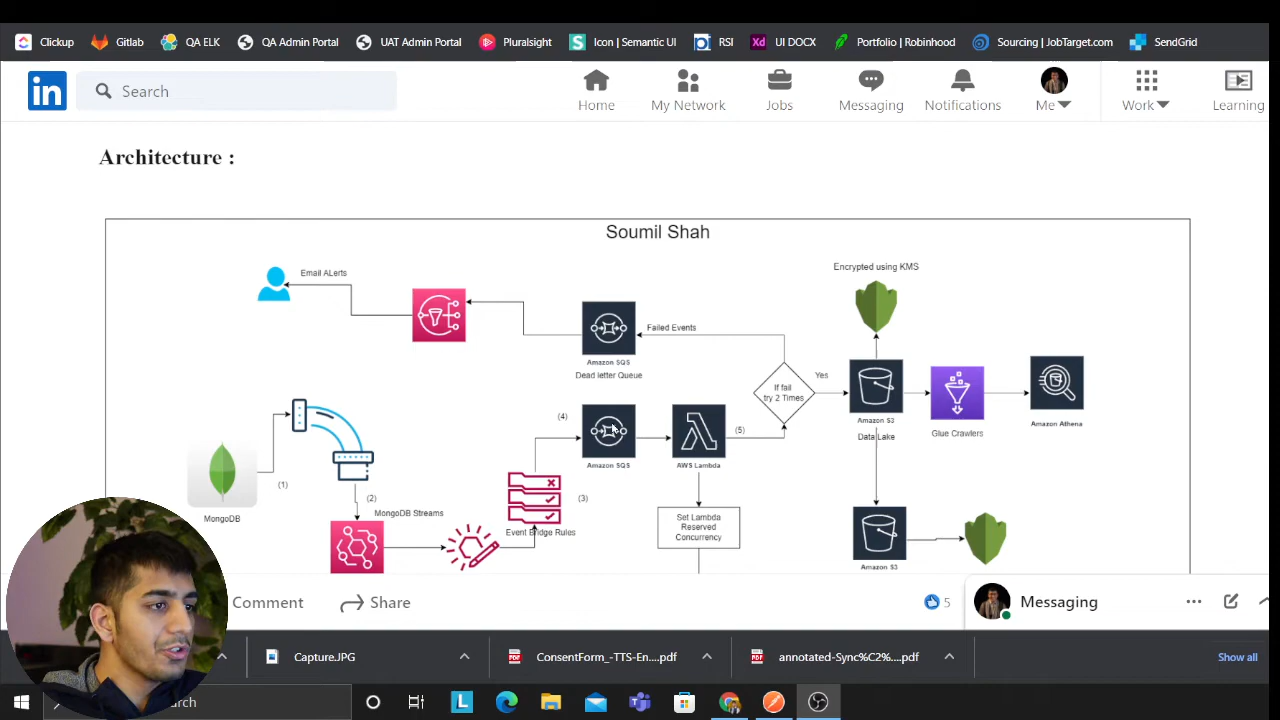 Clickup Gitlab QA ELK QA Admin Portal UAT Admin Portal Pluralsight Icon | Semantic UI RSI UI DOCX Portfolio | Robinhood Sourcing | JobTarget.com SendGrid
in Search Home My Network Jobs Messaging Notifications Me Work Learning
Architecture :
Soumil Shah
Email ALerts
Encrypted using KMS
Failed Events
Amazon SQS
Dead letter Queue
If fail
try 2 Times
Yes
Amazon S3
Data Lake
Glue Crawlers
Amazon Athena
(4)
Amazon SQS
AWS Lambda
(5)
(1)
MongoDB
(2)
MongoDB Streams
(3)
Event Bridge Rules
Set Lambda
Reserved
Concurrency
Amazon S3
Comment Share 5 Messaging
Capture.JPG ConsentForm_-TTS-En....pdf annotated-Sync%C2%....pdf Show all